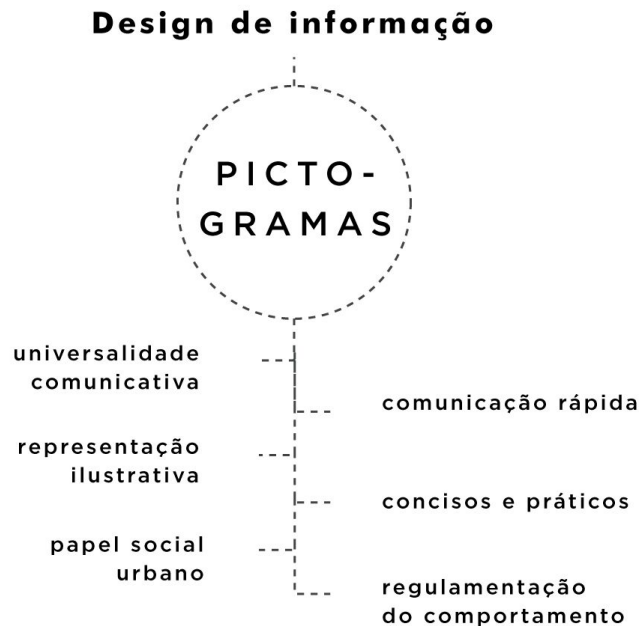 Design de informação
PICTO-
GRAMAS
universalidade
comunicativa
comunicação rápida
representação
ilustrativa
concisos e práticos
papel social
urbano
regulamentação
do comportamento